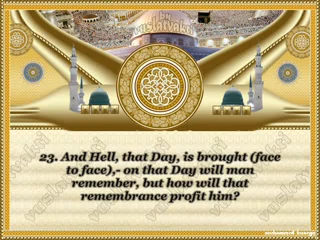 vuslatvakti
23. And Hell, that Day, is brought (face
to face),- on that Day will man
remember, but how will that
remembrance profit him?